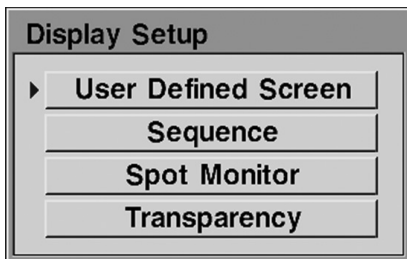 Display Setup
User Defined Screen
Sequence
Spot Monitor
Transparency